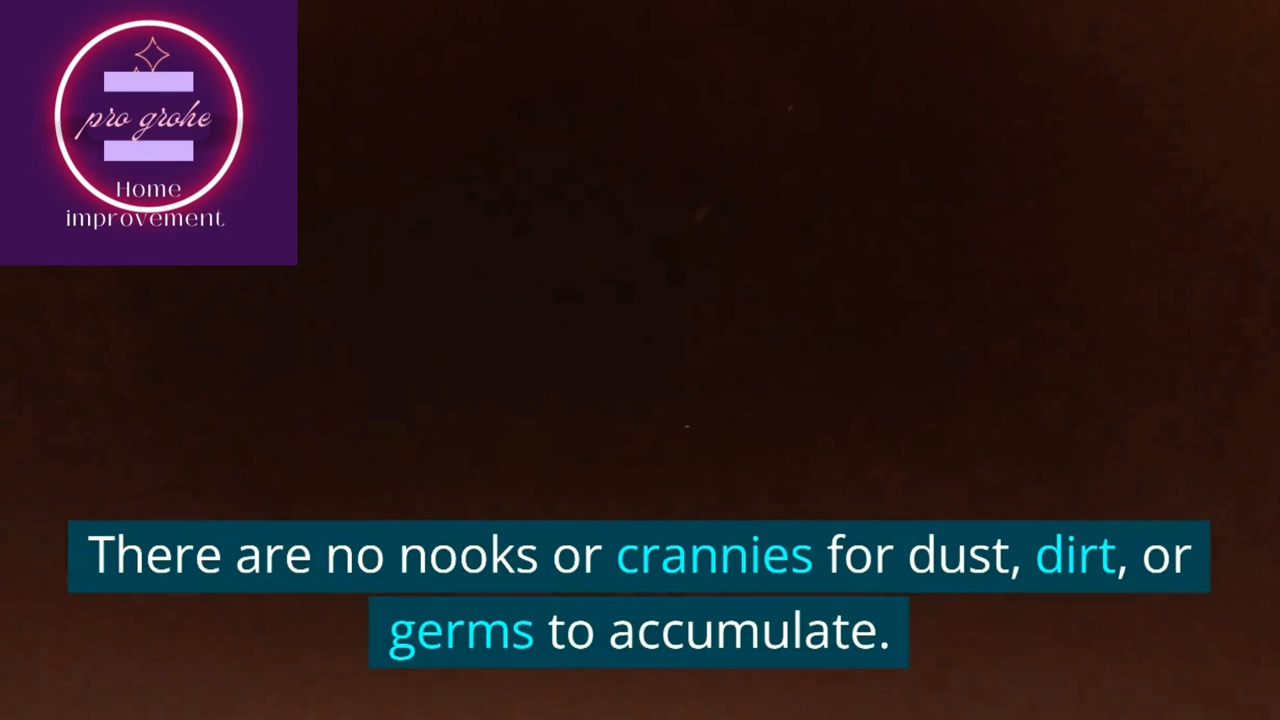 pro grohe
Home
improvement
There are no nooks or crannies for dust, dirt, or
germs to accumulate.